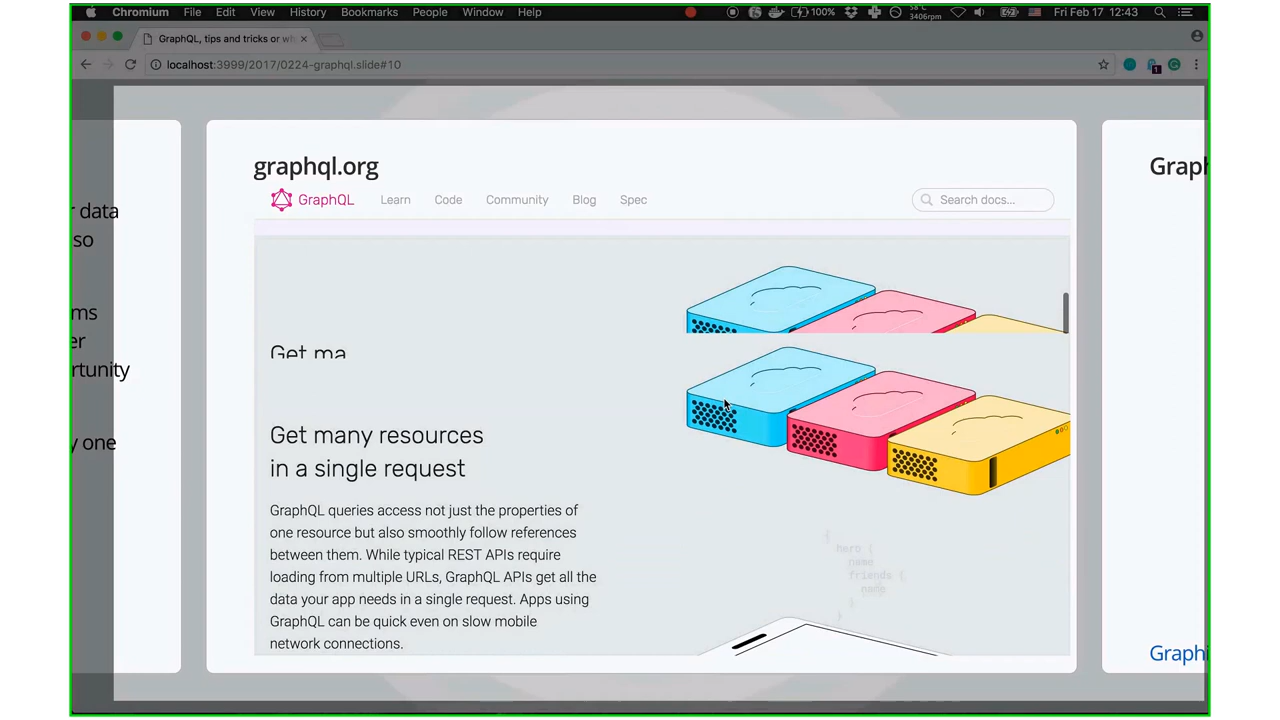 Chromium File Edit View History Bookmarks People Window Help 100% 58°C 3406rpm Fri Feb 17 12:43
GraphQL, tips and tricks or wh
localhost:3999/2017/0224-graphql.slide#10
1
graphql.org
GraphQL Learn Code Community Blog Spec Search docs...
Get ma
Get many resources
in a single request
GraphQL queries access not just the properties of
one resource but also smoothly follow references
between them. While typical REST APIs require
loading from multiple URLs, GraphQL APIs get all the
data your app needs in a single request. Apps using
GraphQL can be quick even on slow mobile
network connections.
{
hero {
name
friends {
name
}
}
r data
so
ms
er
rtunity
y one
Graph
Graphi